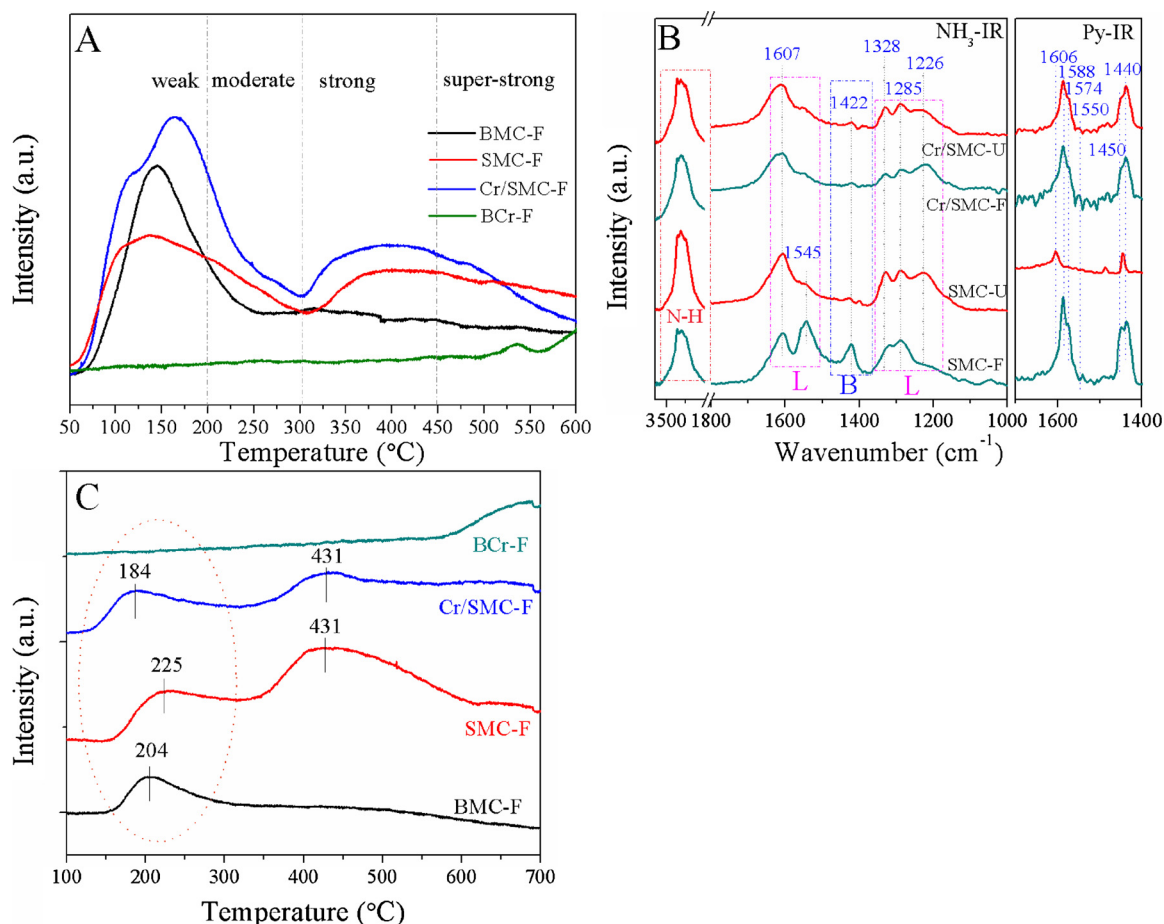 A
weak
moderate
strong
super-strong
BMC-F
SMC-F
Cr/SMC-F
BCr-F
Intensity (a.u.)
50 100 150 200 250 300 350 400 450 500 550 600
Temperature (°C)
B
NH3-IR
1607
1328
1226
1422
1285
Cr/SMC-U
Cr/SMC-F
1545
SMC-U
N-H
SMC-F
L
B
L
Intensity (a.u.)
3500 1800 1600 1400 1200 1000
Wavenumber (cm-1)
Py-IR
1606
1588
1574
1550
1440
1450
1600 1400
C
BCr-F
184
431
Cr/SMC-F
431
225
SMC-F
204
BMC-F
Intensity (a.u.)
100 200 300 400 500 600 700
Temperature (°C)